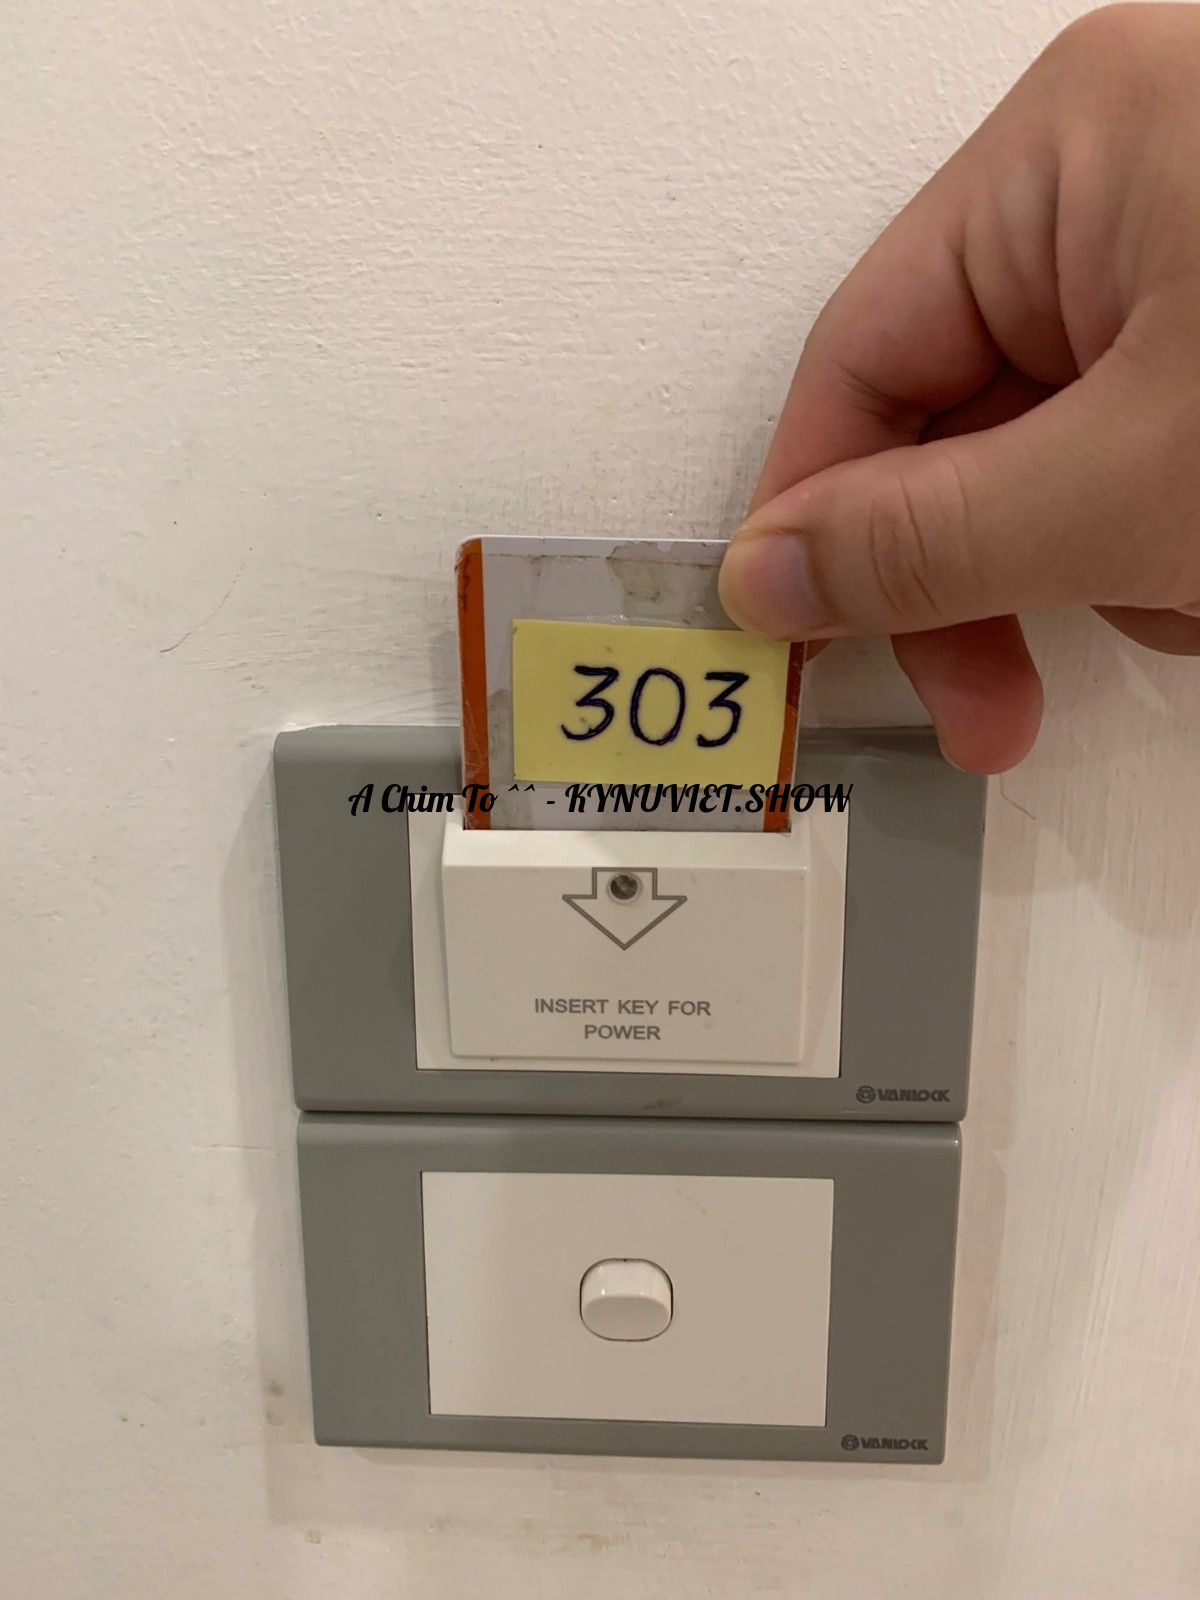 303
A Chim To ^^ - KYNUVIET.SHOW
INSERT KEY FOR
POWER
VANLOCK
VANLOCK